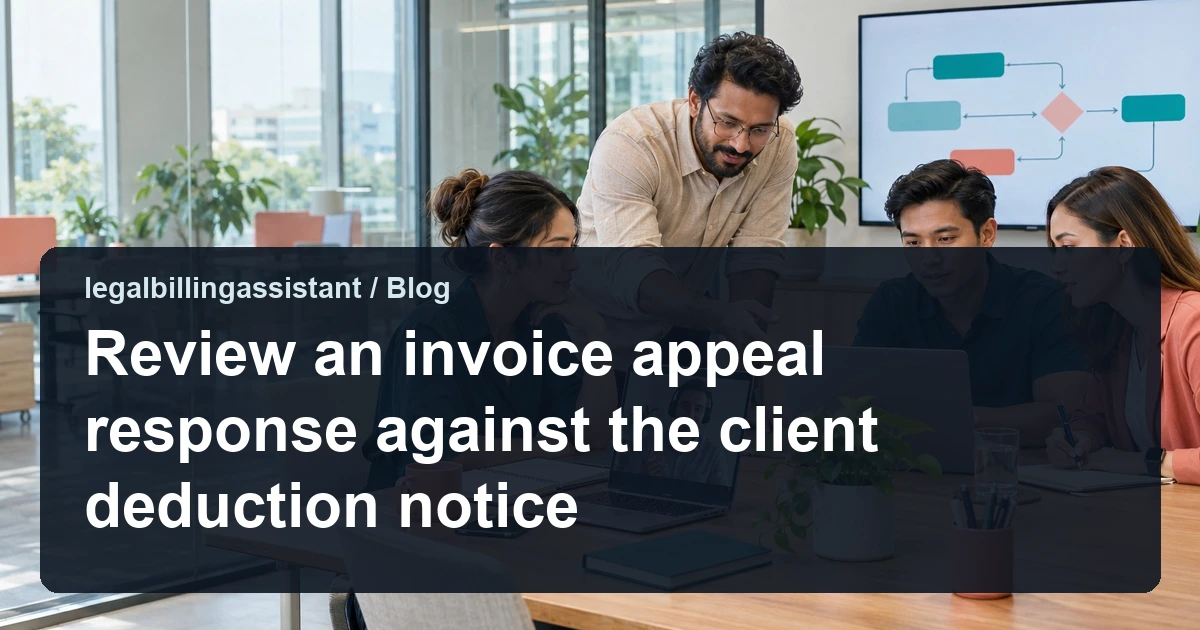 legalbillingassistant / Blog
Review an invoice appeal
response against the client
deduction notice